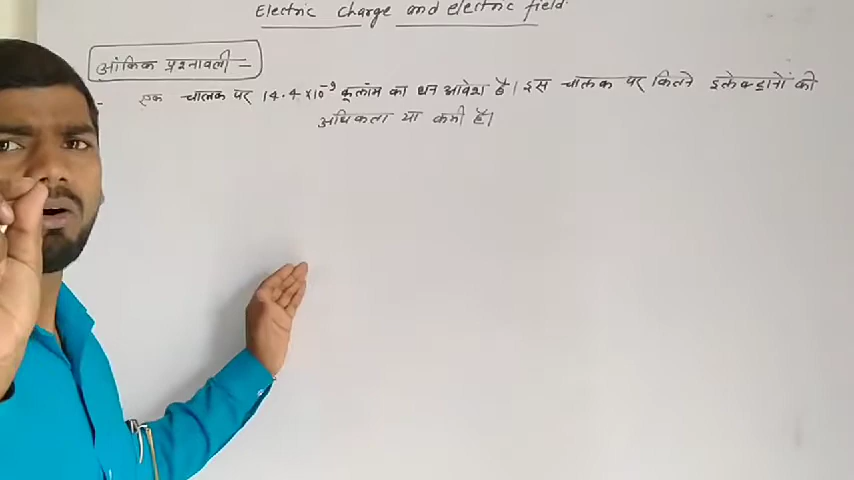 Electric charge and electric field.
आंकिक प्रश्नावली -
- एक चालक पर 14.4×10⁻⁹ कूलॉम का धन आवेश है। इस चालक पर कितने इलेक्ट्रानों की
अधिकता या कमी है।